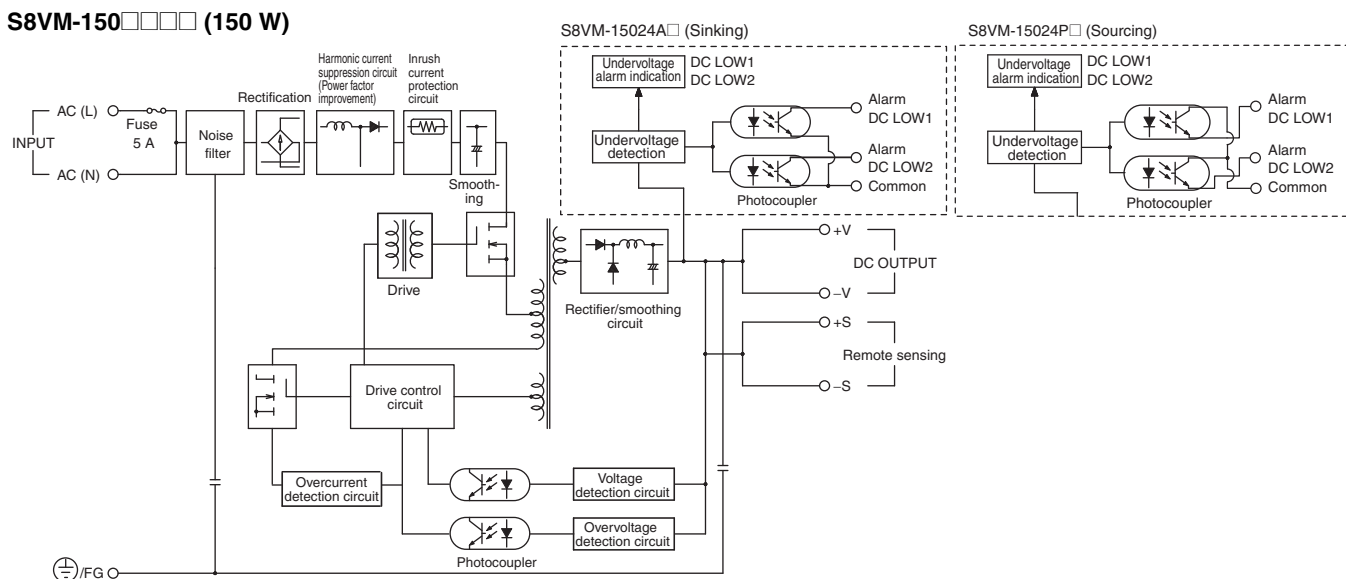 S8VM-150□□□□ (150 W)
S8VM-15024A□ (Sinking)
S8VM-15024P□ (Sourcing)
INPUT
AC (L)
AC (N)
Fuse
5 A
Noise
filter
Rectification
Harmonic current
suppression circuit
(Power factor
improvement)
Inrush
current
protection
circuit
Smooth-
ing
Undervoltage
alarm indication
DC LOW1
DC LOW2
Undervoltage
detection
Alarm
DC LOW1
Alarm
DC LOW2
Common
Photocoupler
Undervoltage
alarm indication
DC LOW1
DC LOW2
Undervoltage
detection
Alarm
DC LOW1
Alarm
DC LOW2
Common
Photocoupler
Drive
Rectifier/smoothing
circuit
+V
DC OUTPUT
–V
+S
Remote sensing
–S
Drive control
circuit
Overcurrent
detection circuit
Voltage
detection circuit
Overvoltage
detection circuit
Photocoupler
/FG